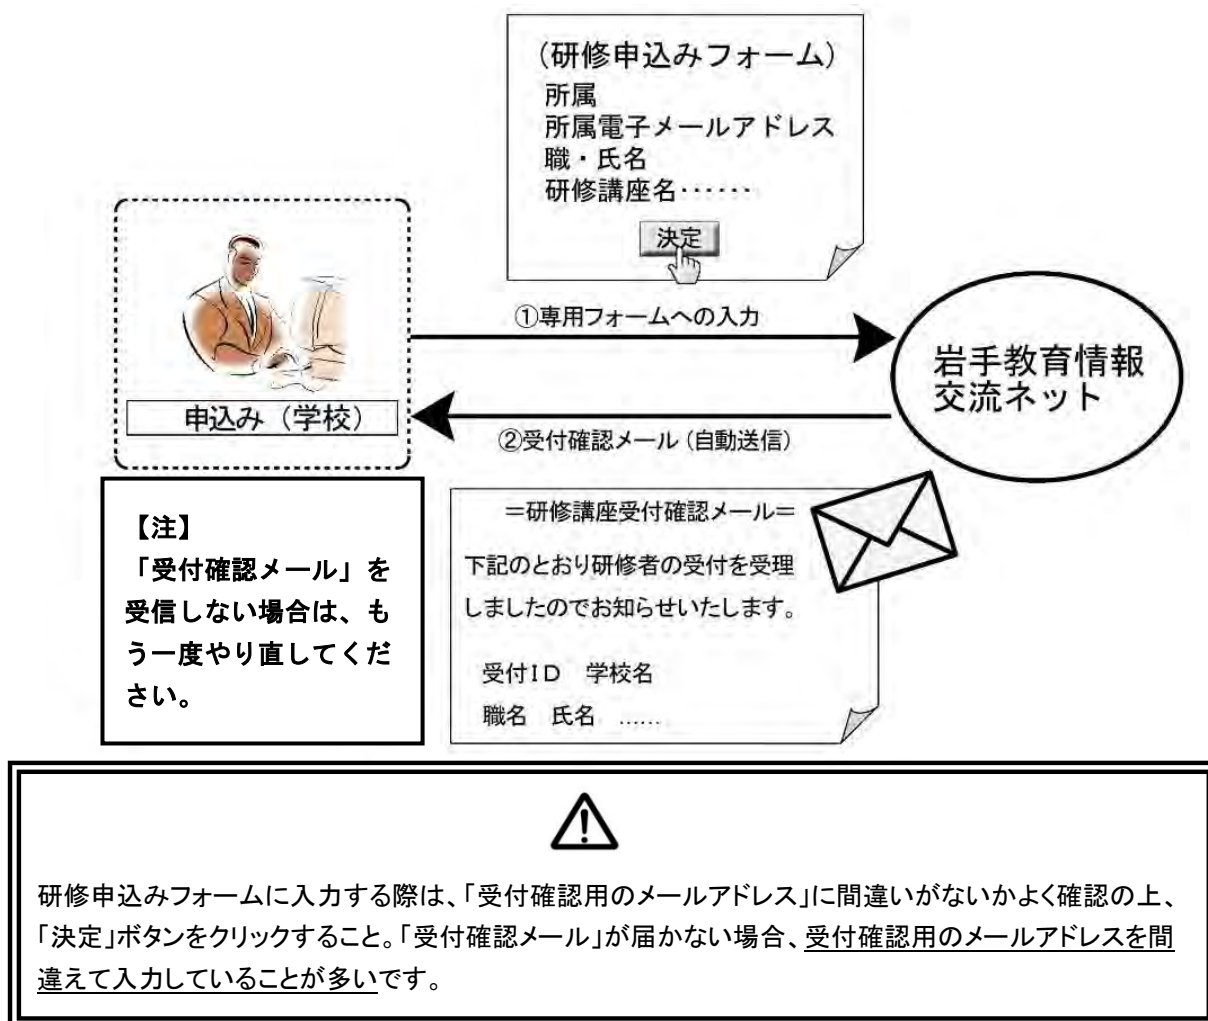 （研修申込みフォーム）
所属
所属電子メールアドレス
職・氏名
研修講座名‥‥‥
決定
①専用フォームへの入力
岩手教育情報
交流ネット
申込み（学校）
②受付確認メール（自動送信）
【注】
「受付確認メール」を
受信しない場合は、も
う一度やり直してくだ
さい。
＝研修講座受付確認メール＝
下記のとおり研修者の受付を受理
しましたのでお知らせいたします。
受付ID　学校名
職名　氏名　……
研修申込みフォームに入力する際は、「受付確認用のメールアドレス」に間違いがないかよく確認の上、
「決定」ボタンをクリックすること。「受付確認メール」が届かない場合、受付確認用のメールアドレスを間
違えて入力していることが多いです。